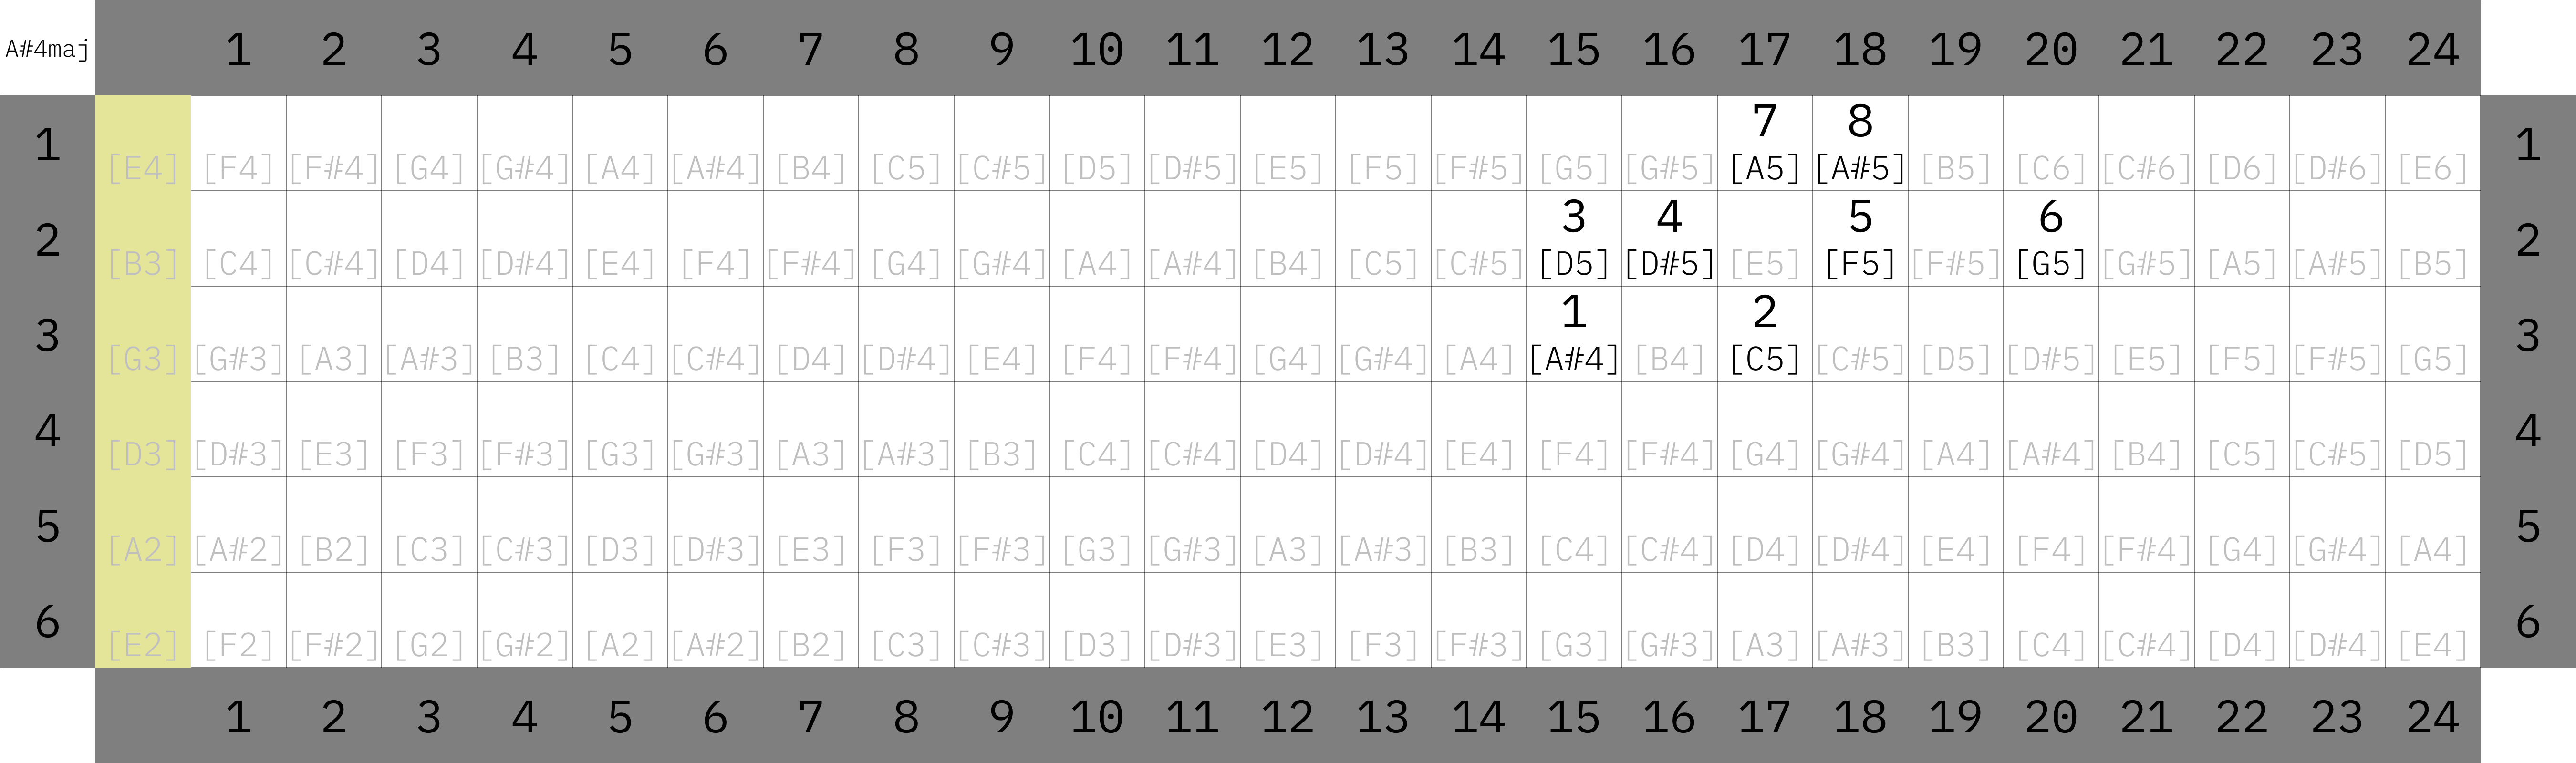 A#4maj 1 2 3 4 5 6 7 8 9 10 11 12 13 14 15 16 17 18 19 20 21 22 23 24
7 8
1 [E4] [F4] [F#4] [G4] [G#4] [A4] [A#4] [B4] [C5] [C#5] [D5] [D#5] [E5] [F5] [F#5] [G5] [G#5] [A5] [A#5] [B5] [C6] [C#6] [D6] [D#6] [E6] 1
3 4 5 6
2 [B3] [C4] [C#4] [D4] [D#4] [E4] [F4] [F#4] [G4] [G#4] [A4] [A#4] [B4] [C5] [C#5] [D5] [D#5] [E5] [F5] [F#5] [G5] [G#5] [A5] [A#5] [B5] 2
1 2
3 [G3] [G#3] [A3] [A#3] [B3] [C4] [C#4] [D4] [D#4] [E4] [F4] [F#4] [G4] [G#4] [A4] [A#4] [B4] [C5] [C#5] [D5] [D#5] [E5] [F5] [F#5] [G5] 3
4 [D3] [D#3] [E3] [F3] [F#3] [G3] [G#3] [A3] [A#3] [B3] [C4] [C#4] [D4] [D#4] [E4] [F4] [F#4] [G4] [G#4] [A4] [A#4] [B4] [C5] [C#5] [D5] 4
5 [A2] [A#2] [B2] [C3] [C#3] [D3] [D#3] [E3] [F3] [F#3] [G3] [G#3] [A3] [A#3] [B3] [C4] [C#4] [D4] [D#4] [E4] [F4] [F#4] [G4] [G#4] [A4] 5
6 [E2] [F2] [F#2] [G2] [G#2] [A2] [A#2] [B2] [C3] [C#3] [D3] [D#3] [E3] [F3] [F#3] [G3] [G#3] [A3] [A#3] [B3] [C4] [C#4] [D4] [D#4] [E4] 6
1 2 3 4 5 6 7 8 9 10 11 12 13 14 15 16 17 18 19 20 21 22 23 24